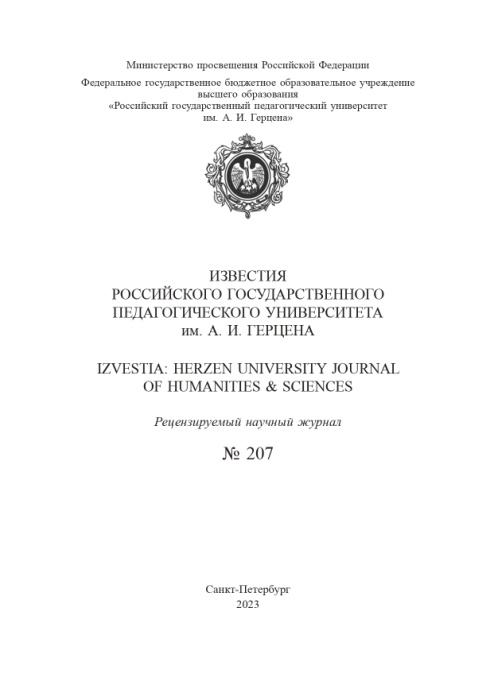 Министерство просвещения Российской Федерации
Федеральное государственное бюджетное образовательное учреждение
высшего образования
«Российский государственный педагогический университет
им. А. И. Герцена»
ИЗВЕСТИЯ
РОССИЙСКОГО ГОСУДАРСТВЕННОГО
ПЕДАГОГИЧЕСКОГО УНИВЕРСИТЕТА
им. А. И. ГЕРЦЕНА
IZVESTIA: HERZEN UNIVERSITY JOURNAL
OF HUMANITIES & SCIENCES
Рецензируемый научный журнал
№ 207
Санкт-Петербург
2023